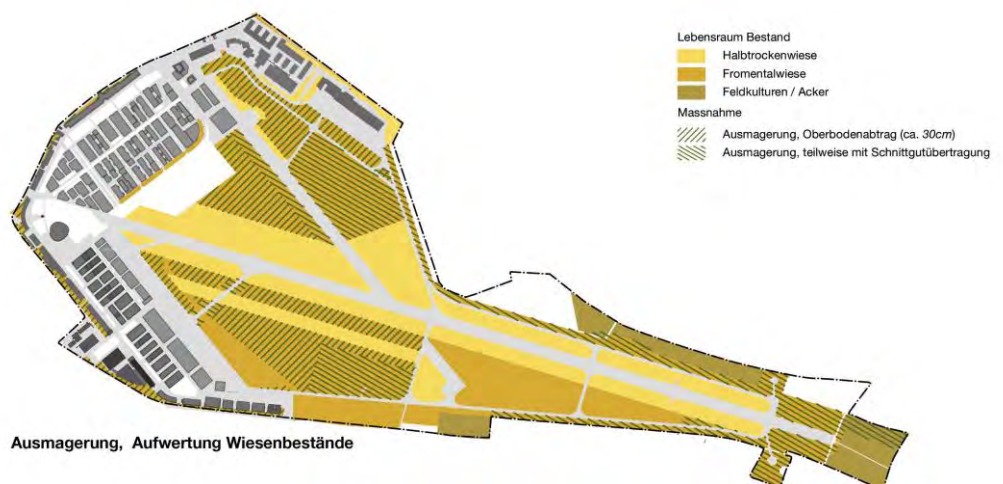 Lebensraum Bestand
Halbtrockenwiese
Fromentalwiese
Feldkulturen / Acker
Massnahme
Ausmagerung, Oberbodenabtrag (ca. 30cm)
Ausmagerung, teilweise mit Schnittgutübertragung
Ausmagerung, Aufwertung Wiesenbestände